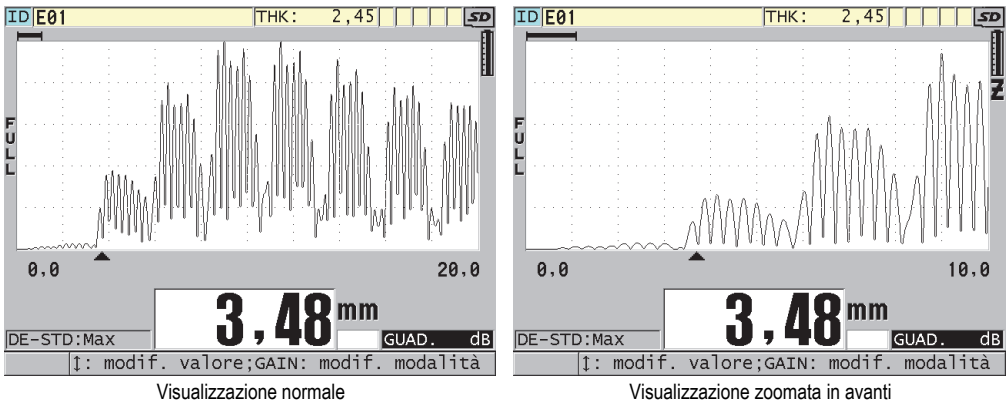 ID E01 THK: 2,45 SD
FULL
0,0 20,0
3,48 mm
DE-STD:Max GUAD. dB
↕: modif. valore;GAIN: modif. modalità
Visualizzazione normale
ID E01 THK: 2,45 SD
Z
FULL
0,0 10,0
3,48 mm
DE-STD:Max GUAD. dB
↕: modif. valore;GAIN: modif. modalità
Visualizzazione zoomata in avanti